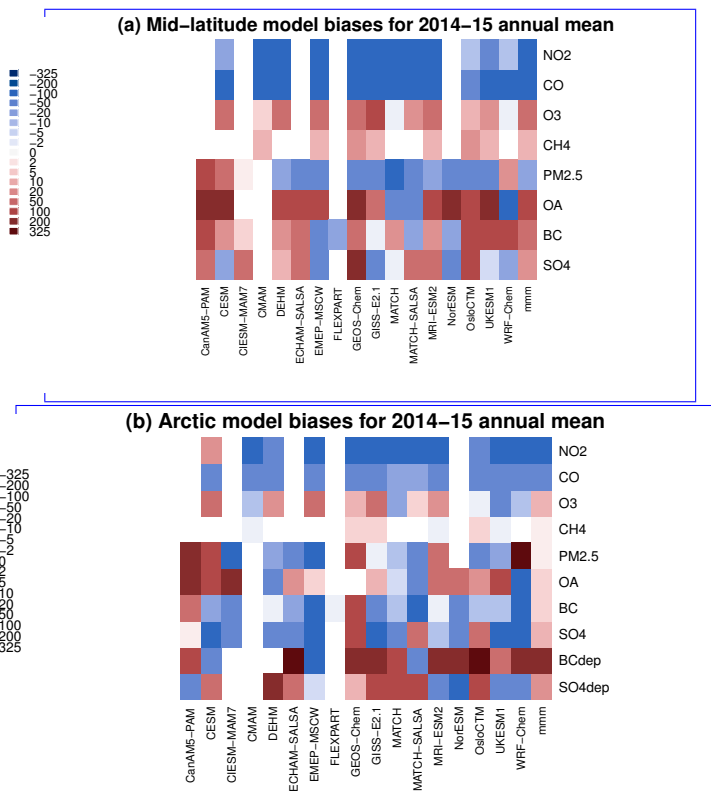 (a) Mid−latitude model biases for 2014−15 annual mean
−325
−200
−100
−50
−20
−10
−5
−2
0
2
5
10
20
50
100
200
325
NO2
CO
O3
CH4
PM2.5
OA
BC
SO4
CanAM5−PAM
CESM
CIESM−MAM7
CMAM
DEHM
ECHAM−SALSA
EMEP−MSCW
FLEXPART
GEOS−Chem
GISS−E2.1
MATCH
MATCH−SALSA
MRI−ESM2
NorESM
OsloCTM
UKESM1
WRF−Chem
mmm
(b) Arctic model biases for 2014−15 annual mean
−325
−200
−100
−50
−20
−10
−5
−2
0
2
5
10
20
50
100
200
325
NO2
CO
O3
CH4
PM2.5
OA
BC
SO4
BCdep
SO4dep
CanAM5−PAM
CESM
CIESM−MAM7
CMAM
DEHM
ECHAM−SALSA
EMEP−MSCW
FLEXPART
GEOS−Chem
GISS−E2.1
MATCH
MATCH−SALSA
MRI−ESM2
NorESM
OsloCTM
UKESM1
WRF−Chem
mmm